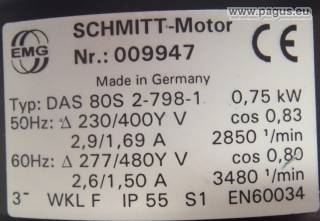 www.pagus.eu
EMG
SCHMITT-Motor
Nr.: 009947
CE
Made in Germany
Typ: DAS 80S 2-798-1 0,75 kW
50Hz: Δ 230/400Y V cos 0,83
2,9/1,69 A 2850 ¹/min
60Hz: Δ 277/480Y V cos 0,80
2,6/1,50 A 3480 ¹/min
3~ WKL F IP 55 S1 EN60034